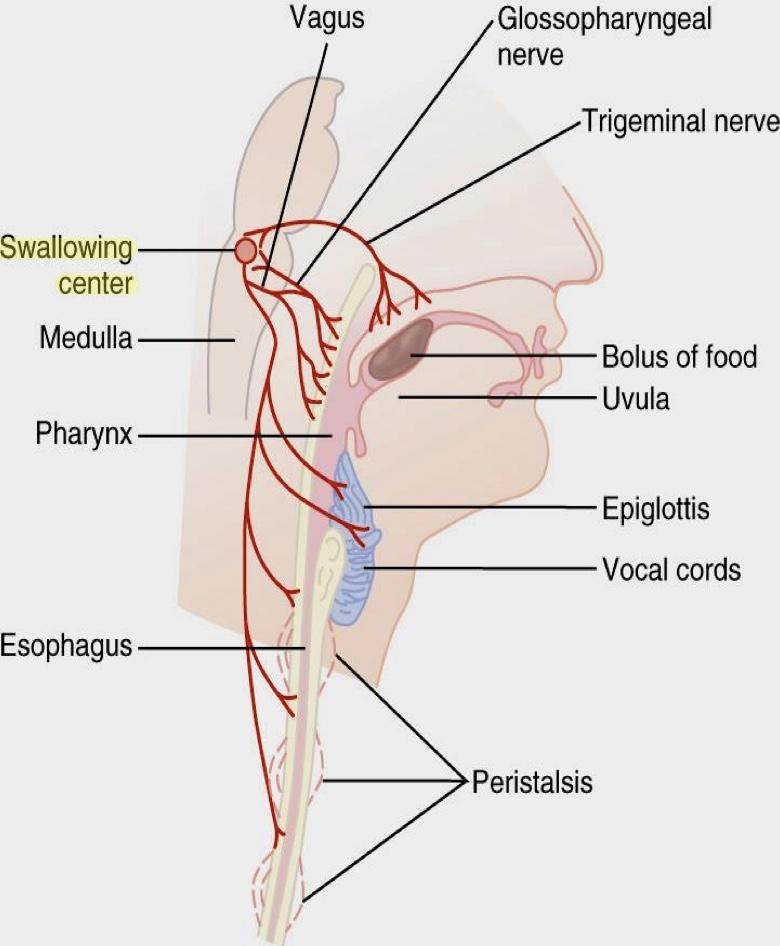 Vagus
Glossopharyngeal
nerve
Trigeminal nerve
Swallowing
center
Medulla
Bolus of food
Uvula
Pharynx
Epiglottis
Vocal cords
Esophagus
Peristalsis